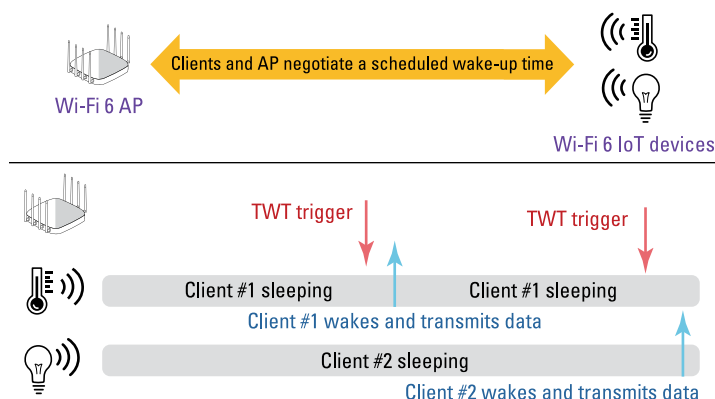 Clients and AP negotiate a scheduled wake-up time
Wi-Fi 6 AP
Wi-Fi 6 IoT devices
TWT trigger
TWT trigger
Client #1 sleeping
Client #1 sleeping
Client #1 wakes and transmits data
Client #2 sleeping
Client #2 wakes and transmits data